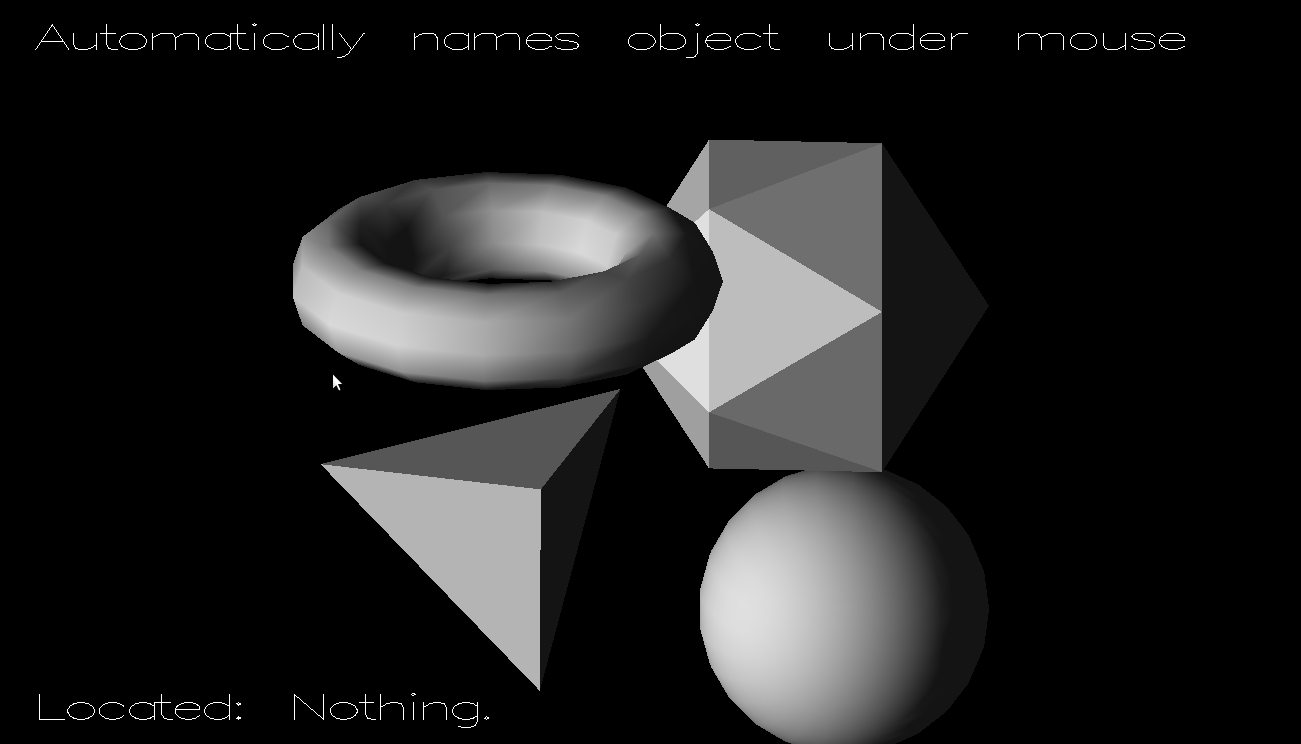 Automatically names object under mouse
Located: Nothing.